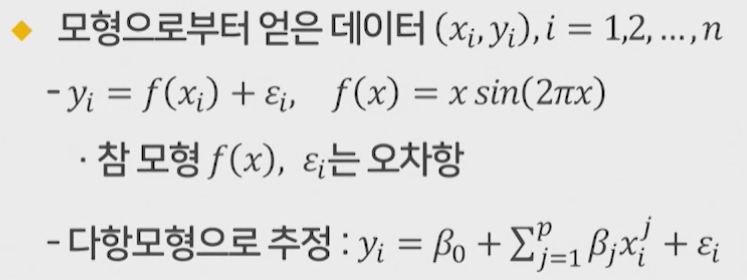 ◆ 모형으로부터 얻은 데이터 (xᵢ, yᵢ), i = 1,2, …, n
- yᵢ = f(xᵢ) + εᵢ, f(x) = x sin(2πx)
· 참 모형 f(x), εᵢ는 오차항
- 다항모형으로 추정 : yᵢ = β₀ + ∑ᵖⱼ₌₁ βⱼxᵢʲ + εᵢ